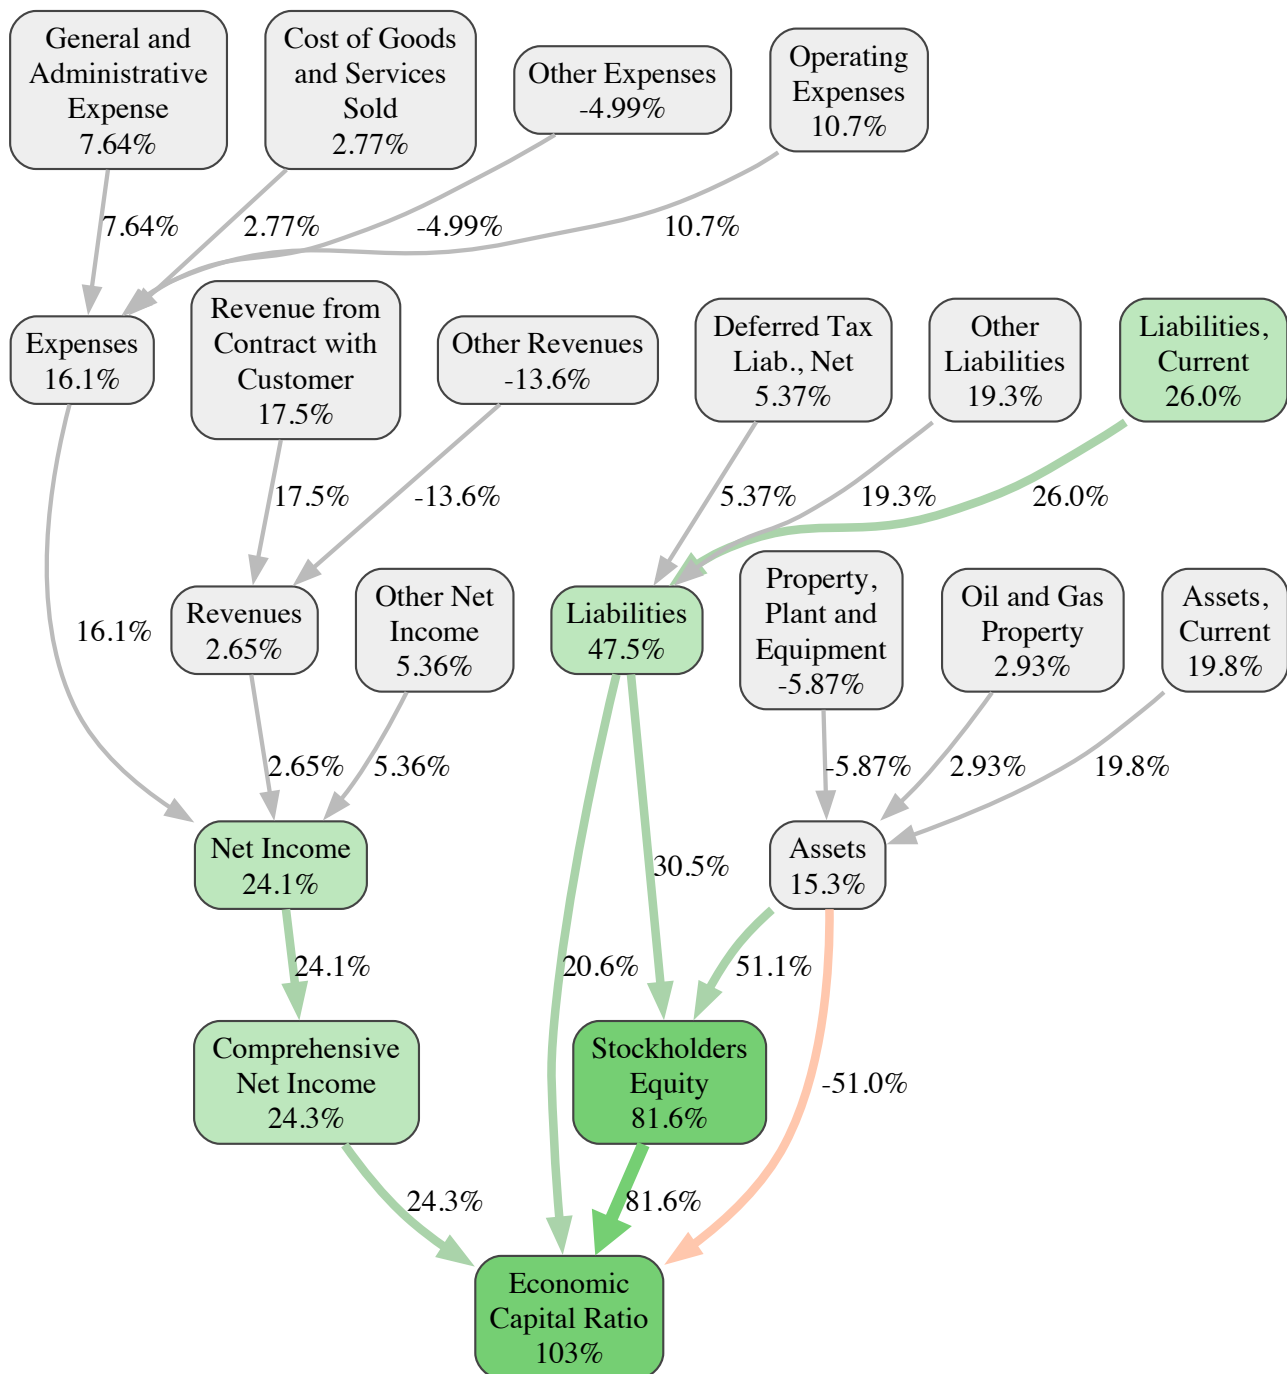 General and
Administrative
Expense
7.64%
Cost of Goods
and Services
Sold
2.77%
Other Expenses
-4.99%
Operating
Expenses
10.7%
7.64%
2.77%
-4.99%
10.7%
Expenses
16.1%
Revenue from
Contract with
Customer
17.5%
Other Revenues
-13.6%
Deferred Tax
Liab., Net
5.37%
Other
Liabilities
19.3%
Liabilities,
Current
26.0%
17.5%
-13.6%
5.37%
19.3%
26.0%
16.1%
Revenues
2.65%
Other Net
Income
5.36%
Liabilities
47.5%
Property,
Plant and
Equipment
-5.87%
Oil and Gas
Property
2.93%
Assets,
Current
19.8%
2.65%
5.36%
-5.87%
2.93%
19.8%
Net Income
24.1%
30.5%
Assets
15.3%
24.1%
20.6%
51.1%
Comprehensive
Net Income
24.3%
Stockholders
Equity
81.6%
-51.0%
24.3%
81.6%
Economic
Capital Ratio
103%